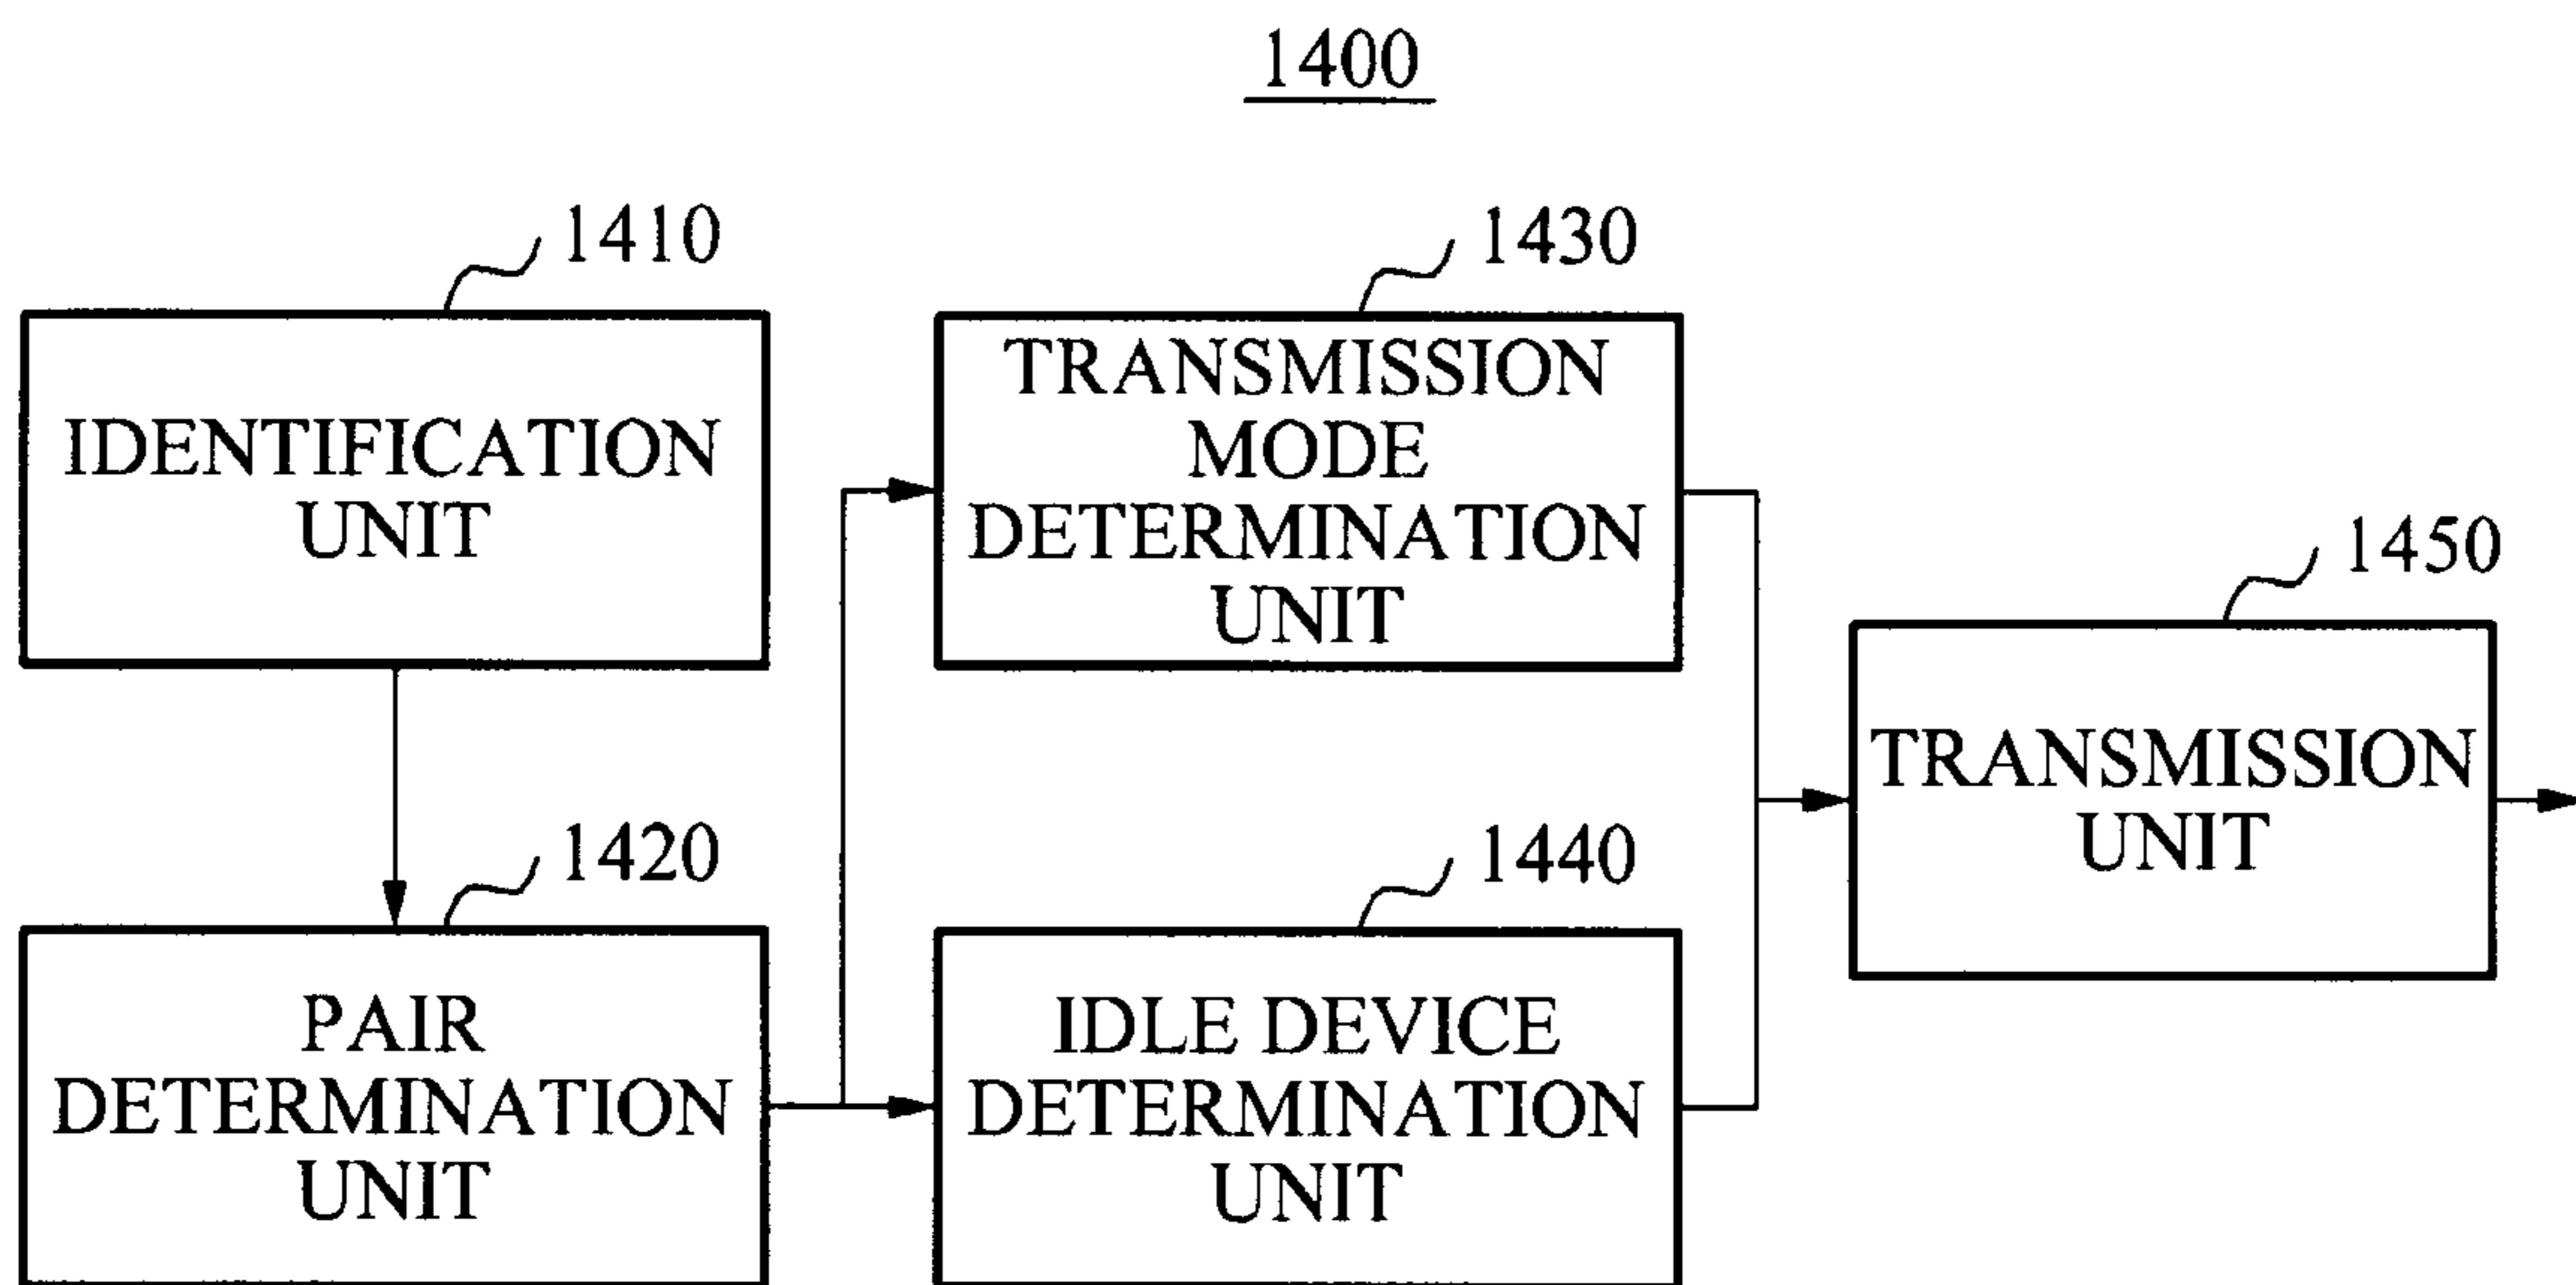 1400
1410
IDENTIFICATION
UNIT
1420
PAIR
DETERMINATION
UNIT
1430
TRANSMISSION
MODE
DETERMINATION
UNIT
1440
IDLE DEVICE
DETERMINATION
UNIT
1450
TRANSMISSION
UNIT